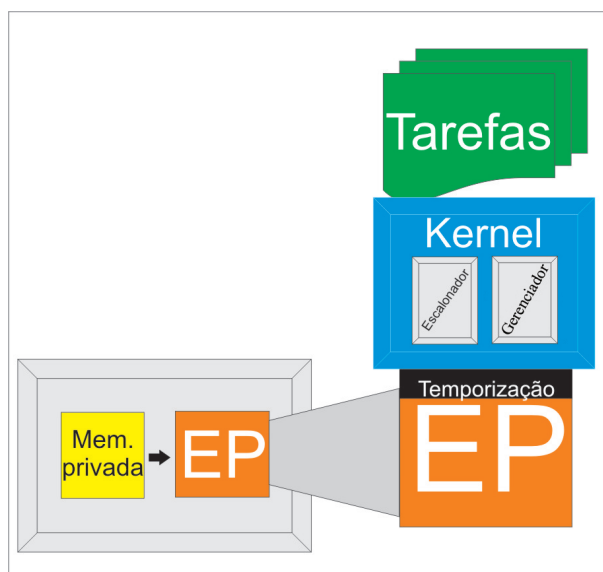 Tarefas
Kernel
Escalonador
Gerenciador
Temporização
EP
Mem.
privada
EP